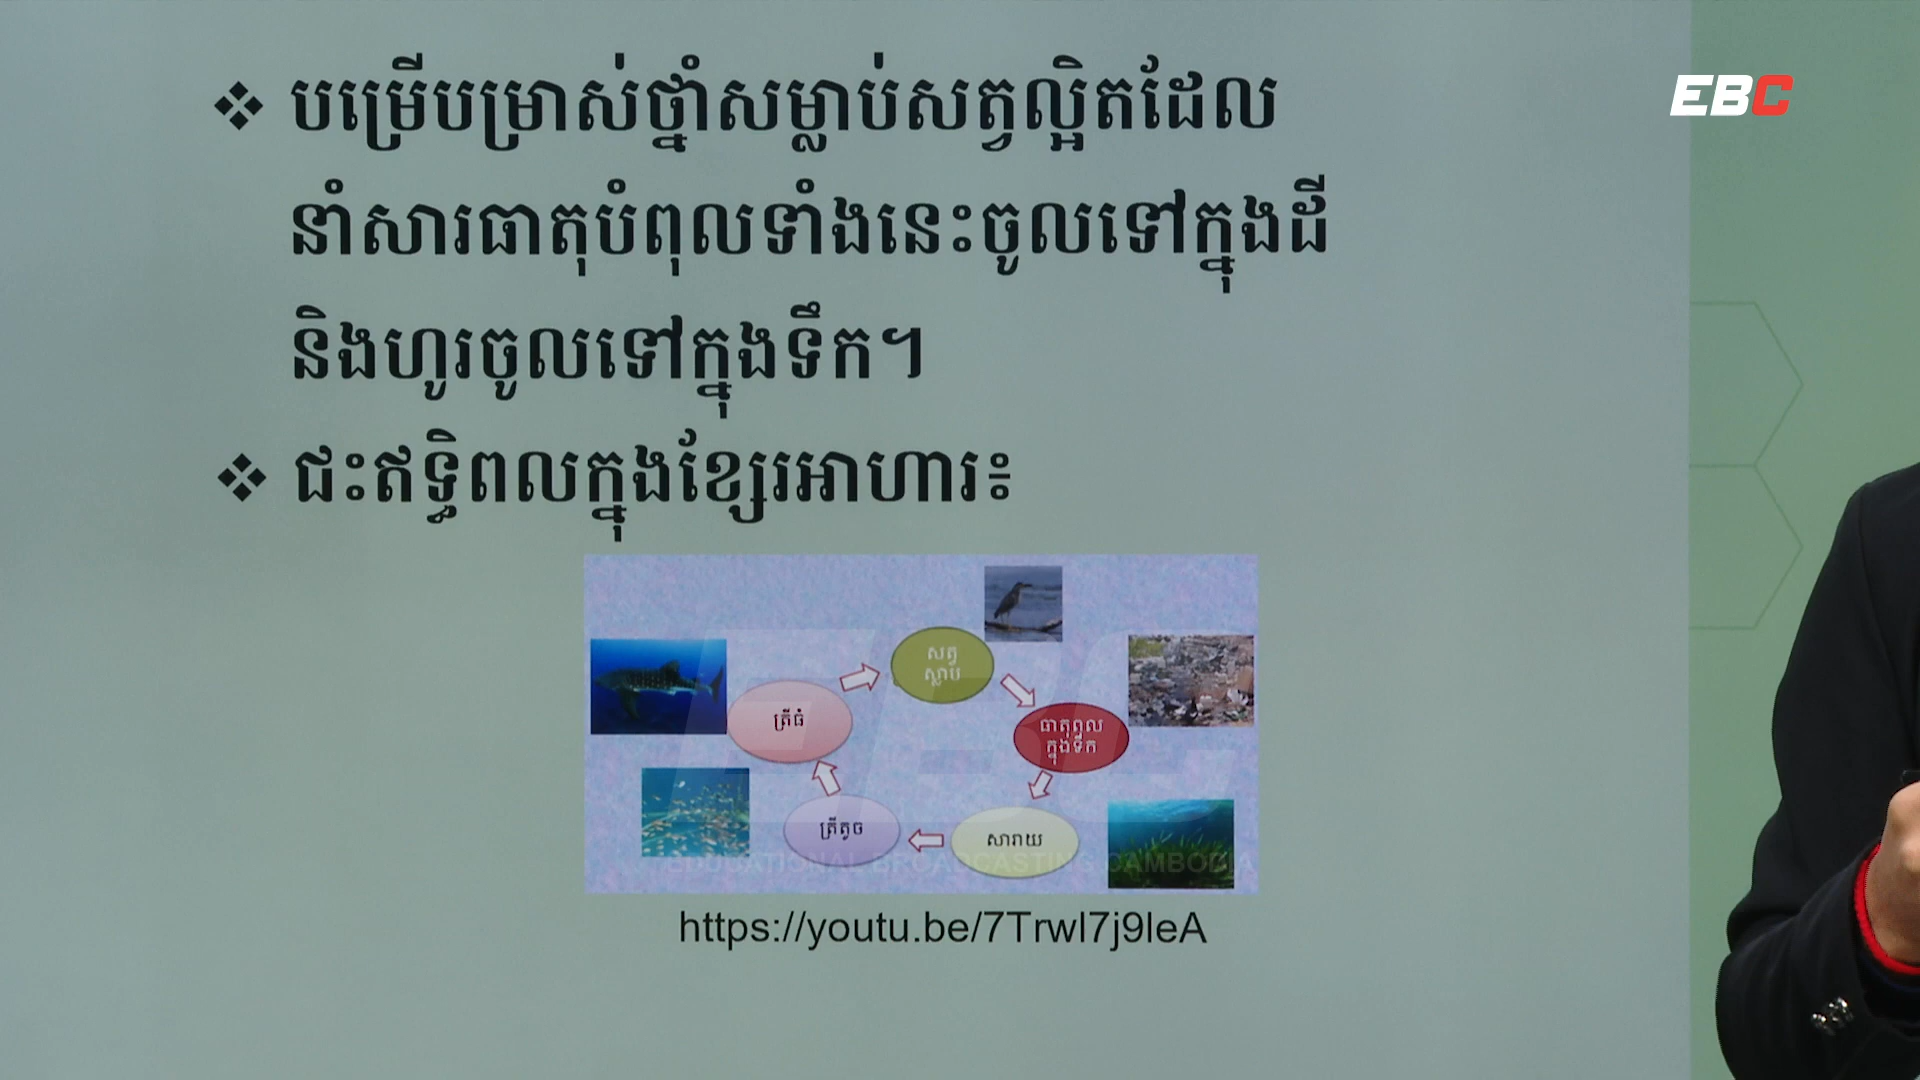 EBC
❖ បម្រើបម្រាស់ថ្នាំសម្លាប់សត្វល្អិតដែល
នាំសារធាតុបំពុលទាំងនេះចូលទៅក្នុងដី
និងហូរចូលទៅក្នុងទឹក។
❖ ជះឥទ្ធិពលក្នុងខ្សែរអាហារ៖
សត្វ
ស្លាប
ត្រីធំ
ធាតុពុល
ក្នុងទឹក
ត្រីតូច
សារាយ
EDUCATIONAL BROADCASTING CAMBODIA
https://youtu.be/7Trwl7j9leA